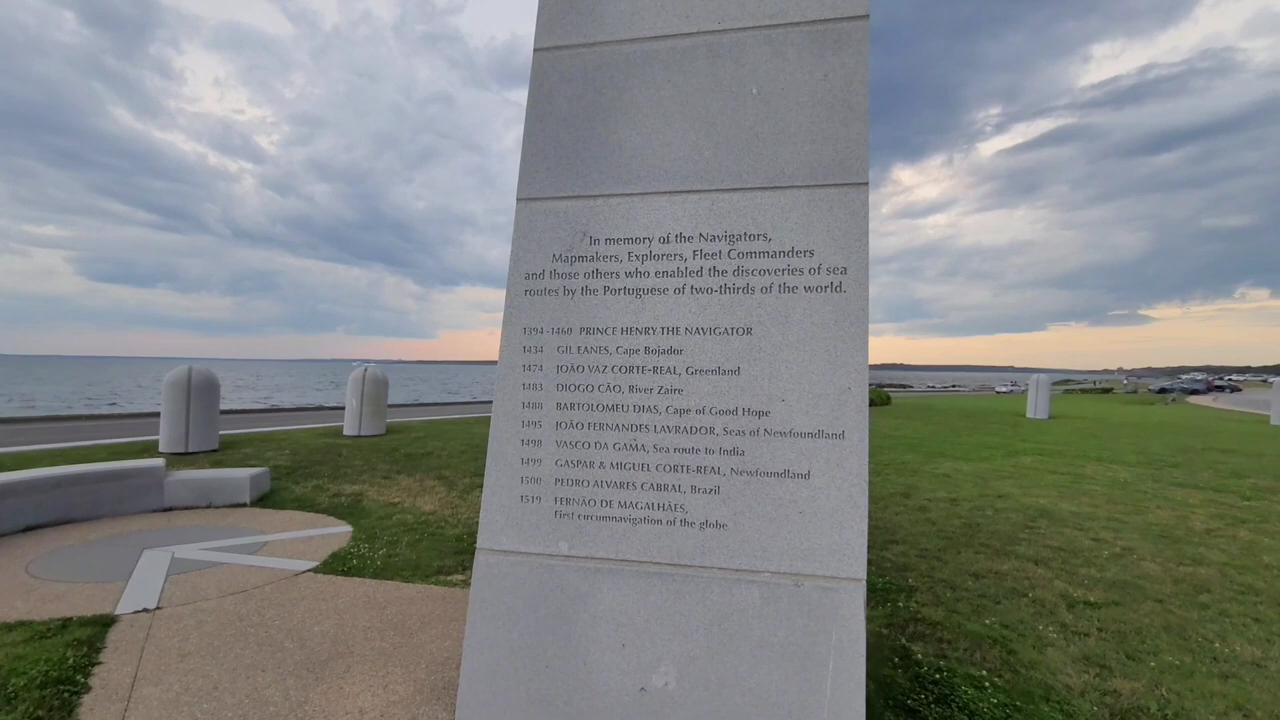 In memory of the Navigators,
Mapmakers, Explorers, Fleet Commanders
and those others who enabled the discoveries of sea
routes by the Portuguese of two-thirds of the world.
1394-1460 PRINCE HENRY THE NAVIGATOR
1434 GIL EANES, Cape Bojador
1474 JOÃO VAZ CORTE-REAL, Greenland
1483 DIOGO CÃO, River Zaire
1488 BARTOLOMEU DIAS, Cape of Good Hope
1495 JOÃO FERNANDES LAVRADOR, Seas of Newfoundland
1498 VASCO DA GAMA, Sea route to India
1499 GASPAR & MIGUEL CORTE-REAL, Newfoundland
1500 PEDRO ALVARES CABRAL, Brazil
1519 FERNÃO DE MAGALHÃES,
First circumnavigation of the globe